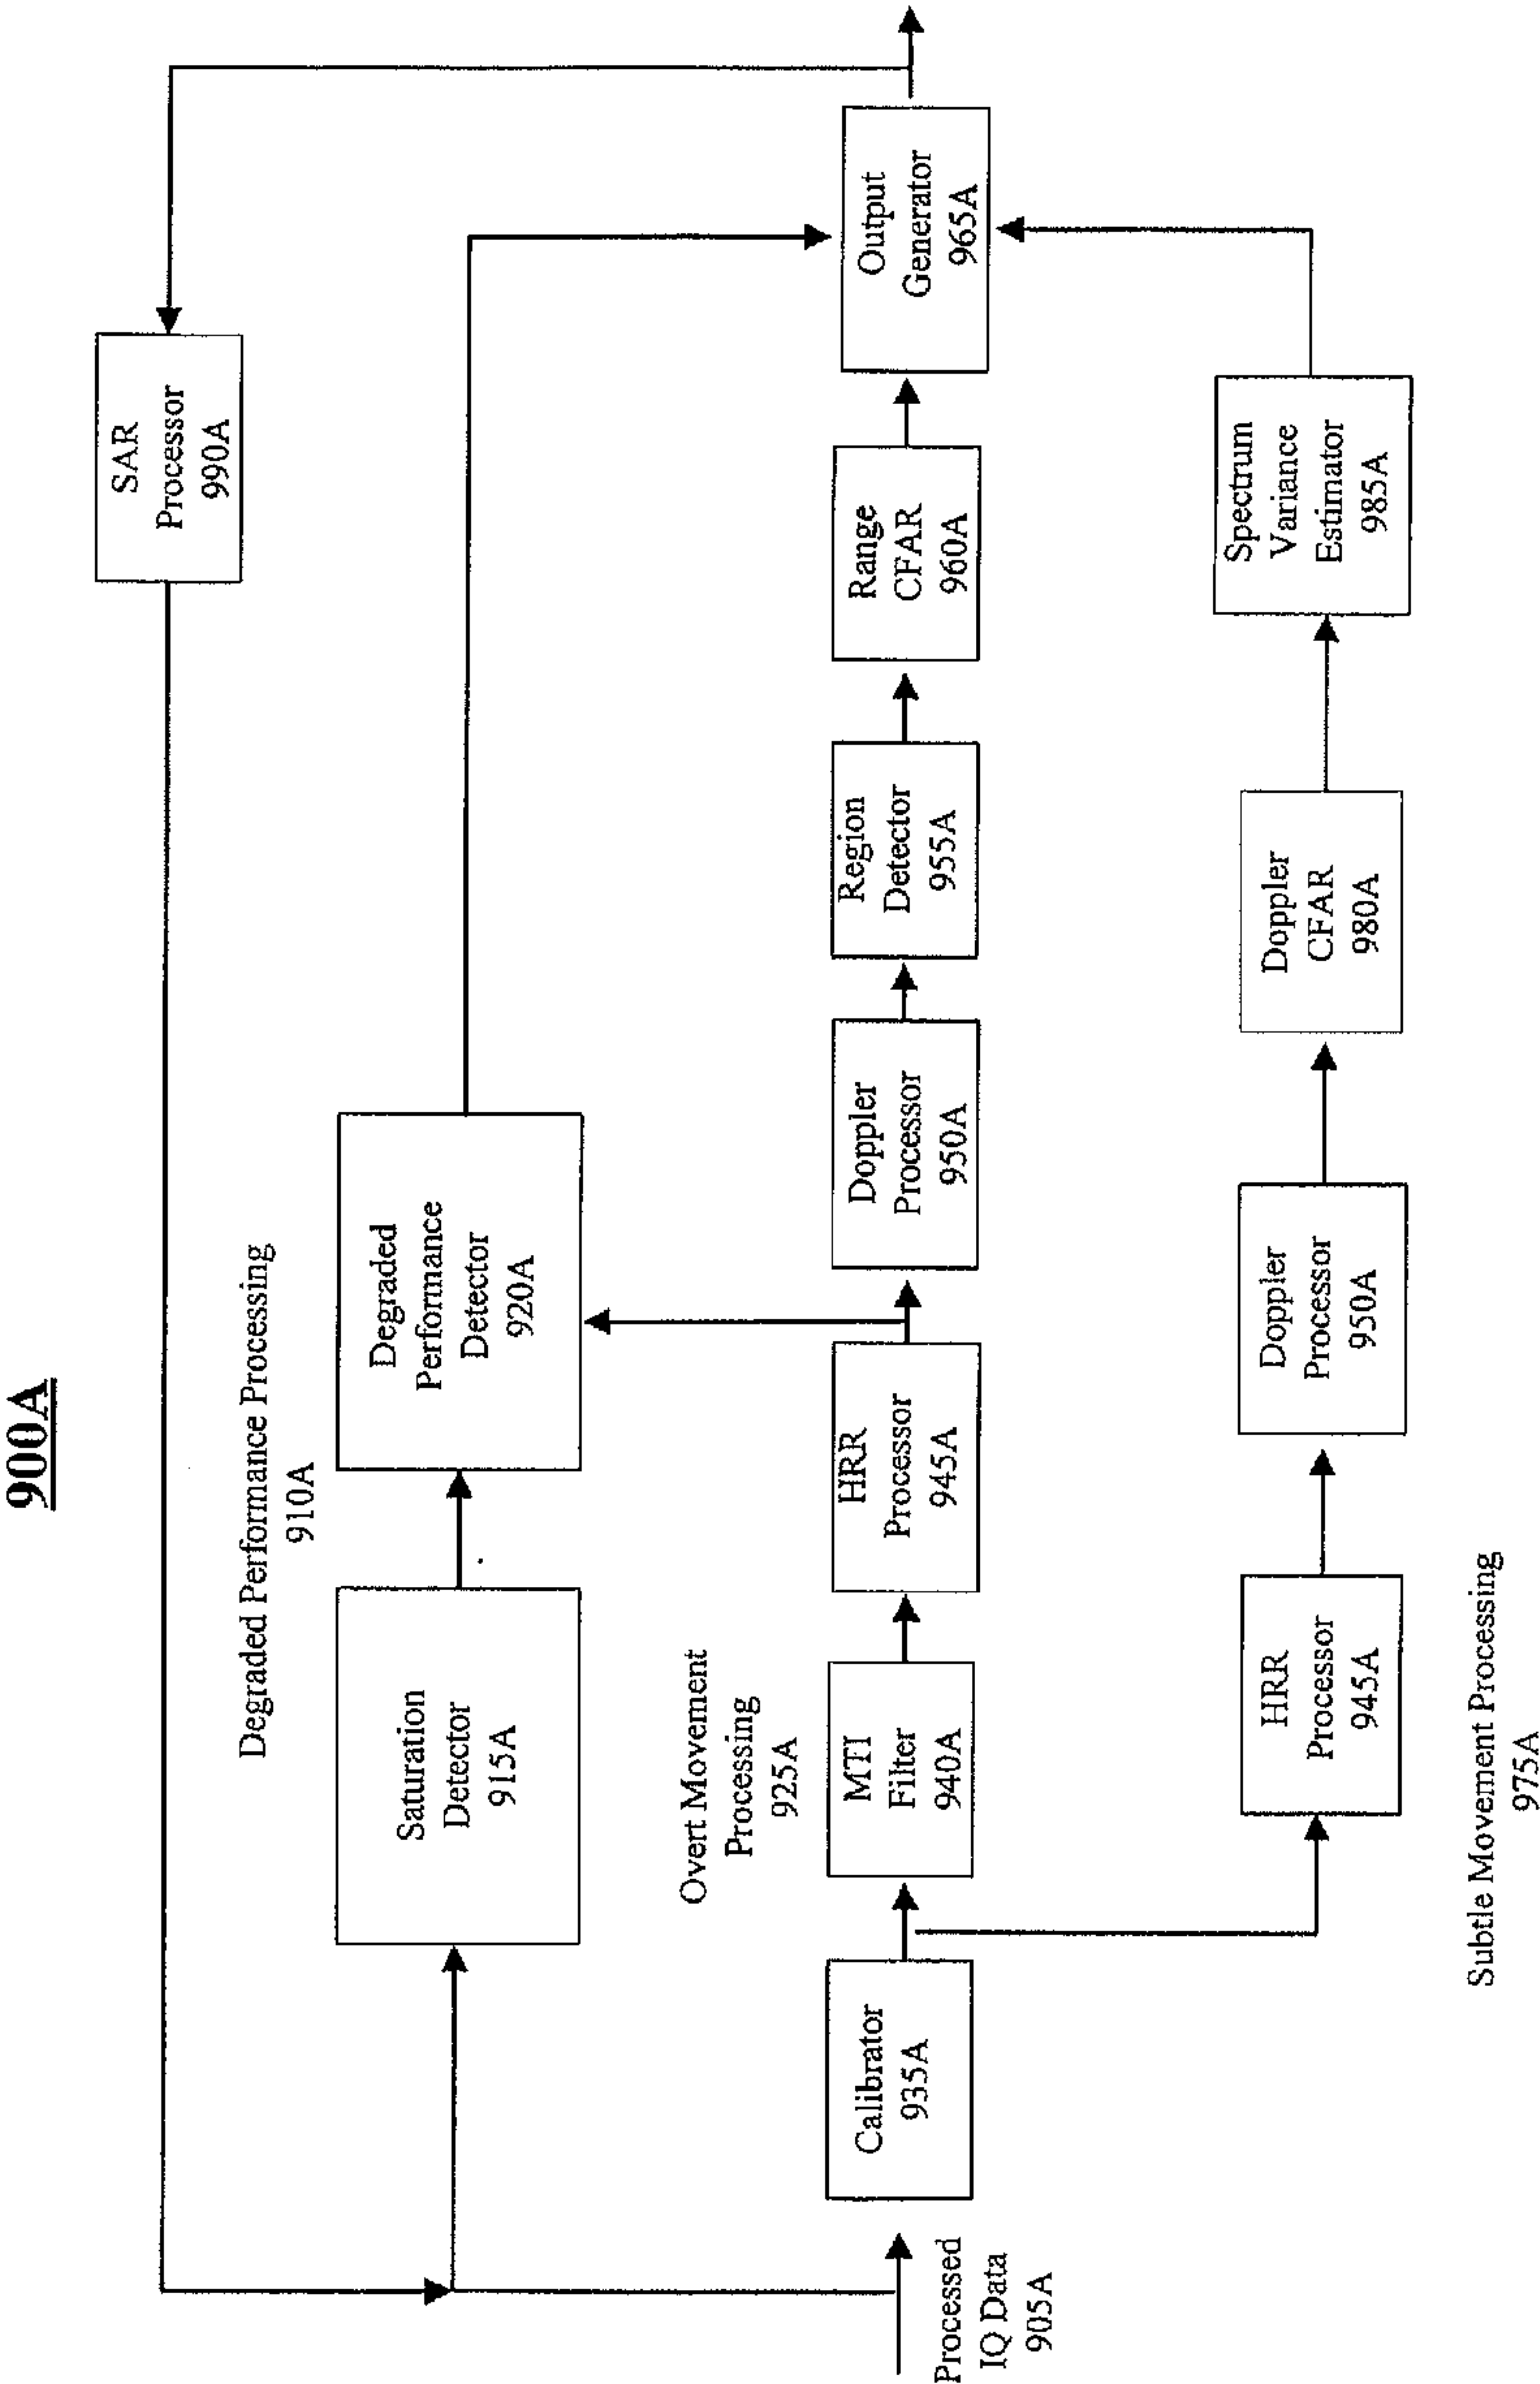 900A
SAR
Processor
990A
Degraded Performance Processing
910A
Saturation
Detector
915A
Degraded
Performance
Detector
920A
Overt Movement
Processing
925A
Processed
IQ Data
905A
Calibrator
935A
MTI
Filter
940A
HRR
Processor
945A
Doppler
Processor
950A
Region
Detector
955A
Range
CFAR
960A
Output
Generator
965A
HRR
Processor
945A
Doppler
Processor
950A
Doppler
CFAR
980A
Spectrum
Variance
Estimator
985A
Subtle Movement Processing
975A